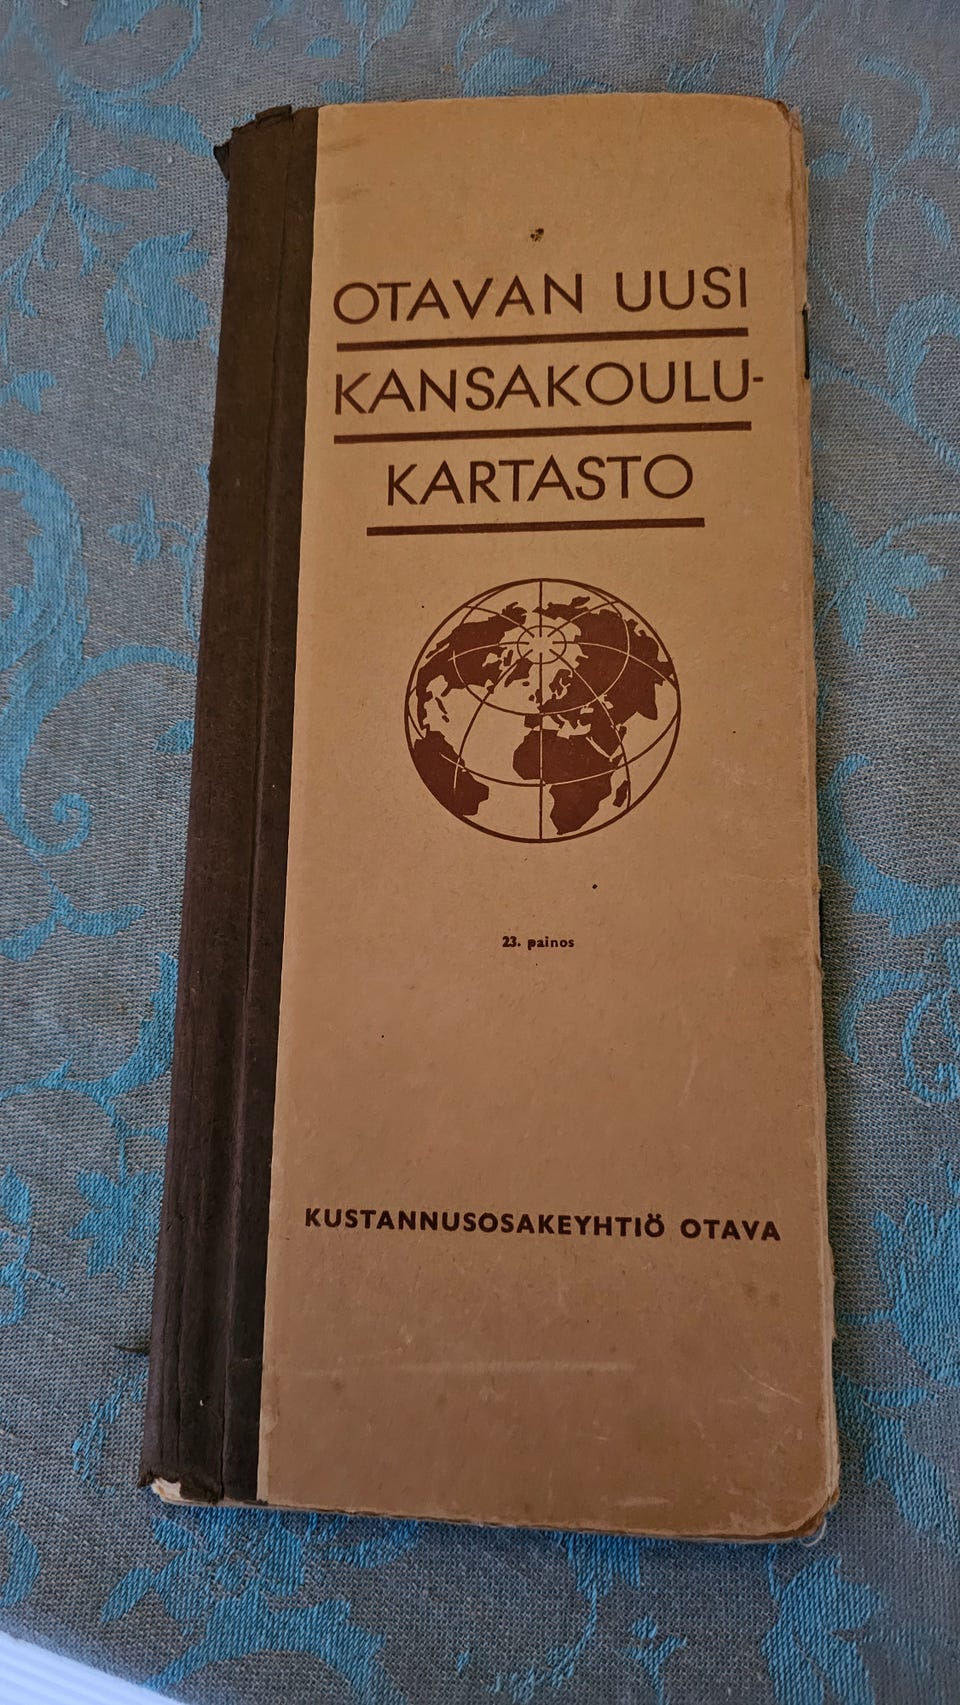 OTAVAN UUSI
KANSAKOULU-
KARTASTO
23. painos
KUSTANNUSOSAKEYHTIÖ OTAVA